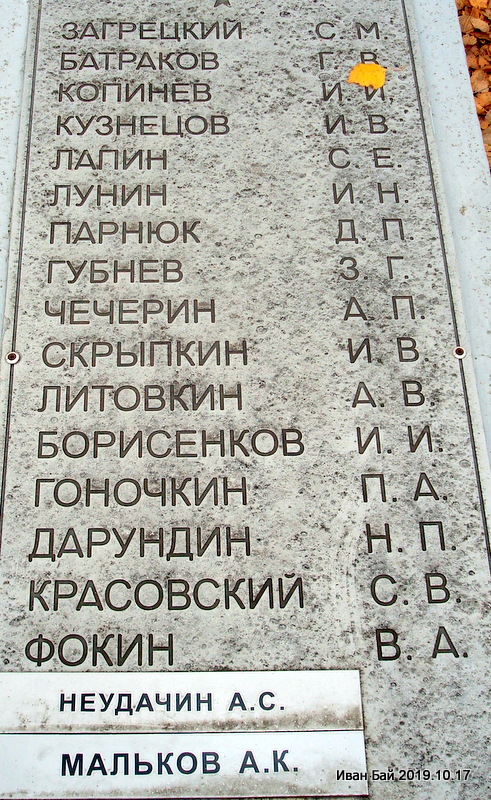 ЗАГРЕЦКИЙ С. М.
БАТРАКОВ Г. В.
КОПИНЕВ И. И.
КУЗНЕЦОВ И. В.
ЛАПИН С. Е.
ЛУНИН И. Н.
ПАРНЮК Д. П.
ГУБНЕВ З. Г.
ЧЕЧЕРИН А. П.
СКРЫПКИН И. В.
ЛИТОВКИН А. В.
БОРИСЕНКОВ И. И.
ГОНОЧКИН П. А.
ДАРУНДИН Н. П.
КРАСОВСКИЙ С. В.
ФОКИН В. А.
НЕУДАЧИН А.С.
МАЛЬКОВ А.К.
Иван Бай 2019.10.17